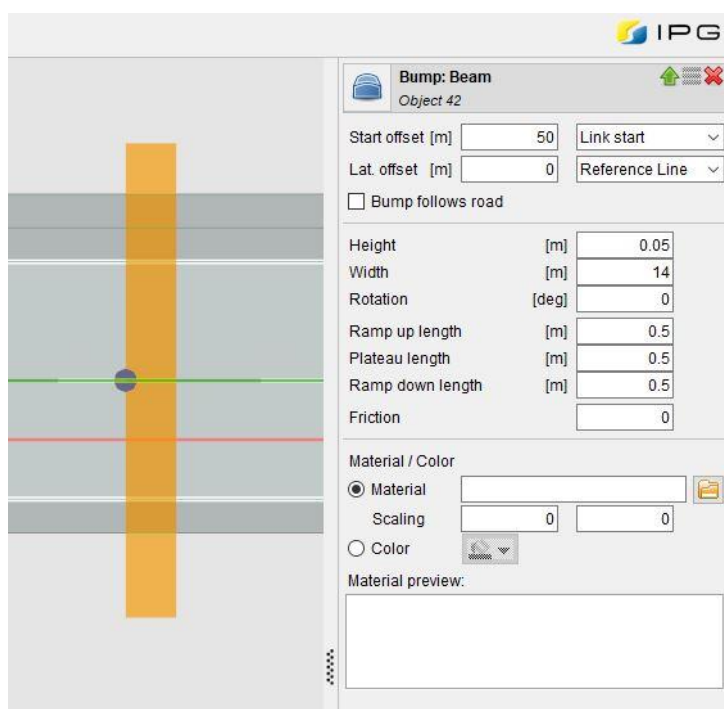 IPG
Bump: Beam
Object 42
Start offset [m] 50 Link start
Lat. offset [m] 0 Reference Line
Bump follows road
Height [m] 0.05
Width [m] 14
Rotation [deg] 0
Ramp up length [m] 0.5
Plateau length [m] 0.5
Ramp down length [m] 0.5
Friction 0
Material / Color
Material
Scaling 0 0
Color
Material preview: